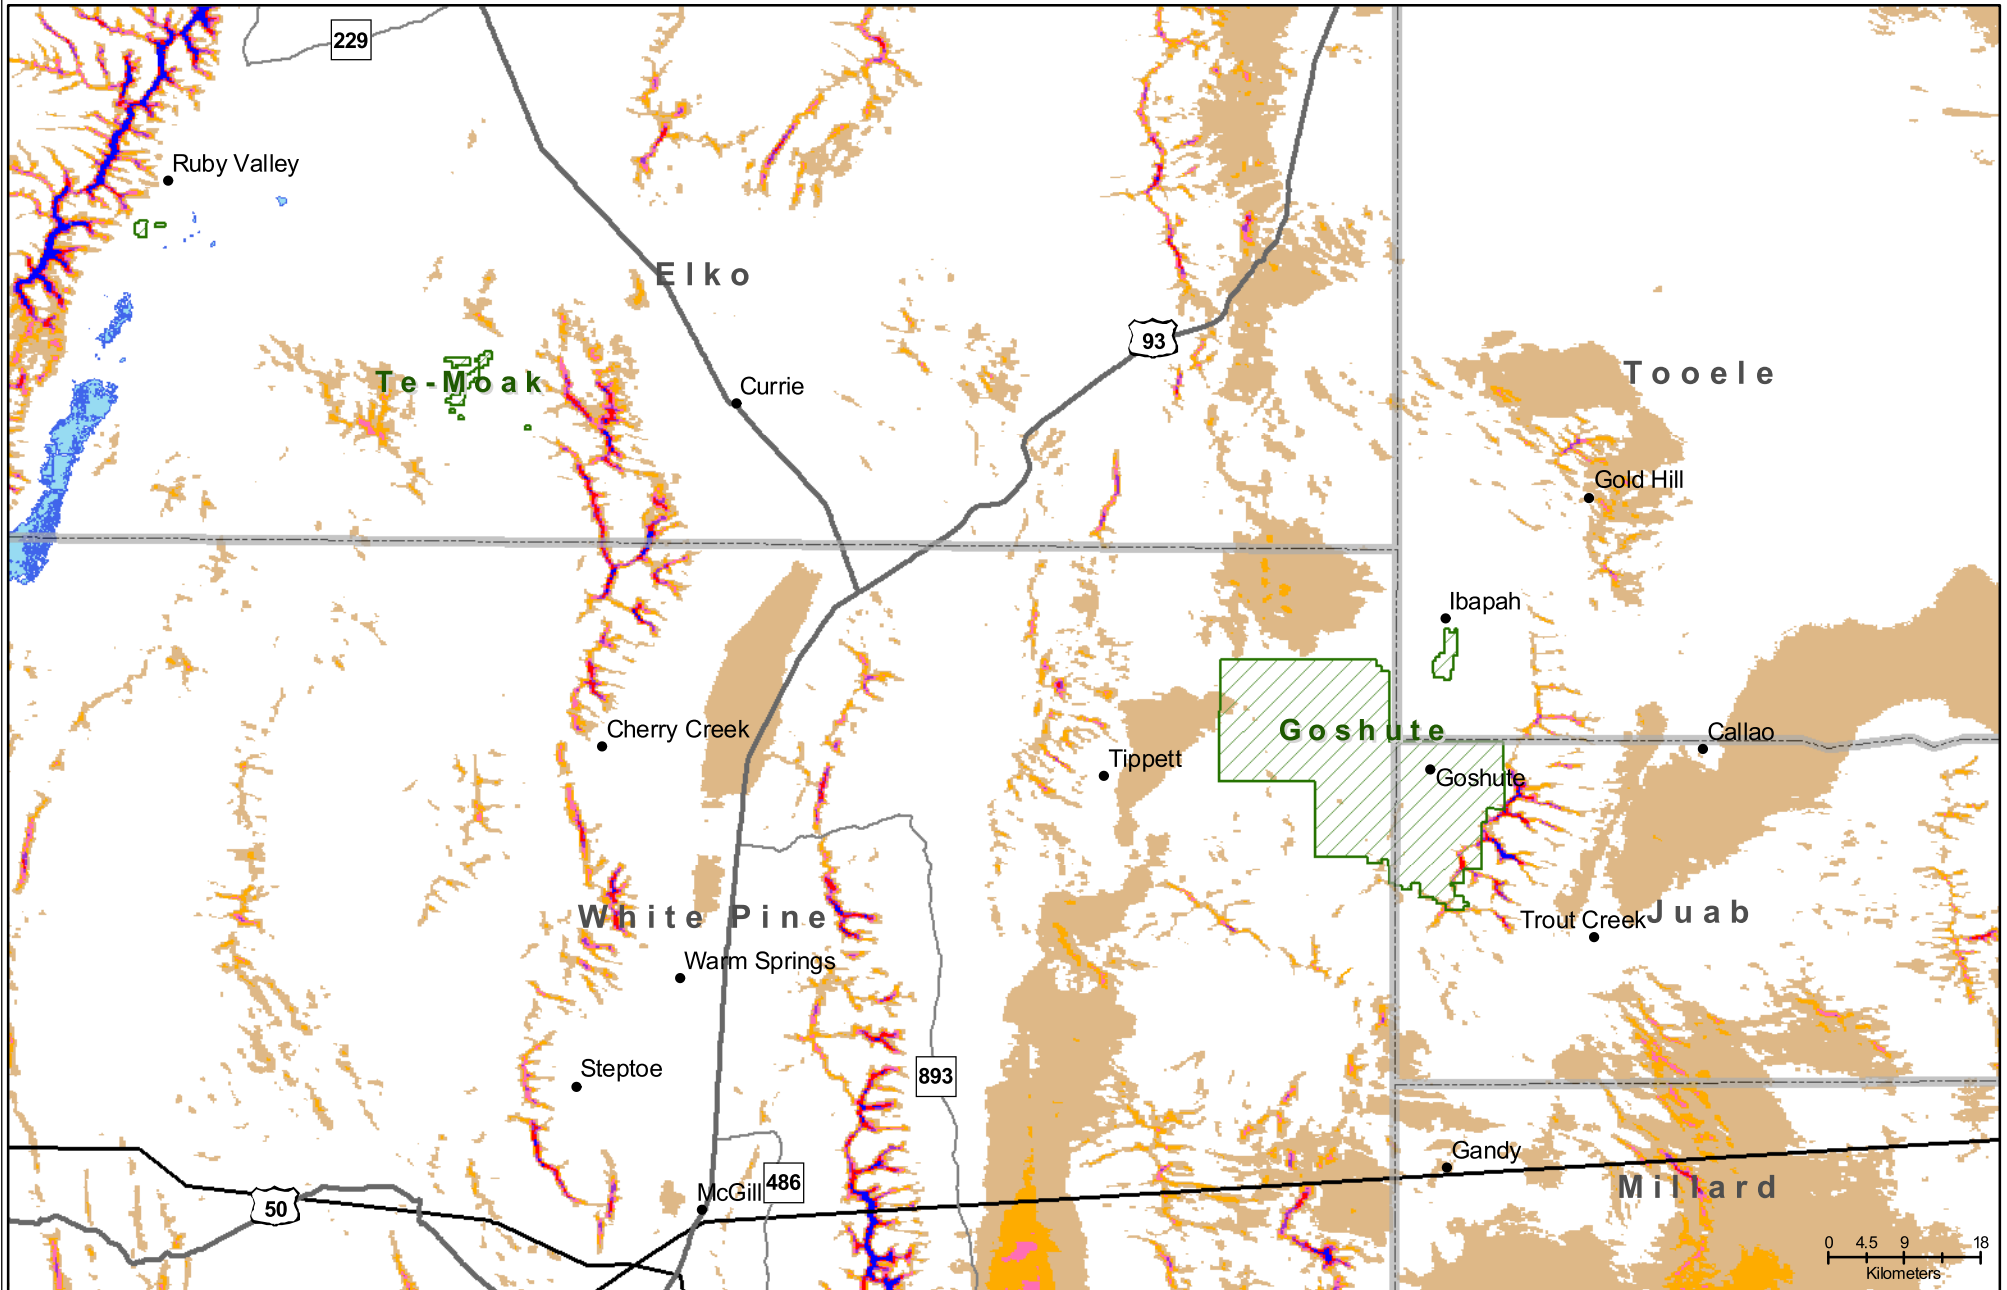 229
Ruby Valley
Elko
93
Te-Moak
Currie
Tooele
Gold Hill
Ibapah
Cherry Creek
Goshute
Callao
Tippett
Goshute
White Pine
Trout Creek
Juab
Warm Springs
Steptoe
893
Gandy
McGill
486
Millard
50
0 4.5 9 18
Kilometers